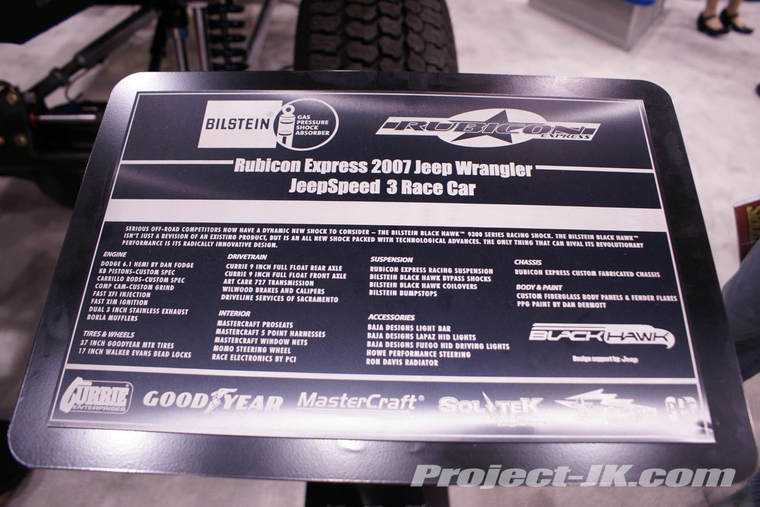 BILSTEIN
GAS
PRESSURE
SHOCK
ABSORBER
RUBICON
EXPRESS
Rubicon Express 2007 Jeep Wrangler
JeepSpeed 3 Race Car
SERIOUS OFF-ROAD COMPETITORS NOW HAVE A DYNAMIC NEW SHOCK TO CONSIDER – THE BILSTEIN BLACK HAWK™ 9300 SERIES RACING SHOCK. THE BILSTEIN BLACK HAWK™
ISN'T JUST A REVISION OF AN EXISTING PRODUCT, BUT IS AN ALL NEW SHOCK PACKED WITH TECHNOLOGICAL ADVANCES. THE ONLY THING THAT CAN RIVAL ITS REVOLUTIONARY
PERFORMANCE IS ITS RADICALLY INNOVATIVE DESIGN.
ENGINE
DODGE 6.1 HEMI BY DAN FODGE
KB PISTONS-CUSTOM SPEC
CARRILLO RODS-CUSTOM SPEC
COMP CAM-CUSTOM GRIND
FAST XFI INJECTION
FAST XIM IGNITION
DUAL 3 INCH STAINLESS EXHAUST
BORLA MUFFLERS
TIRES & WHEELS
37 INCH GOODYEAR MTR TIRES
17 INCH WALKER EVANS BEAD LOCKS
DRIVETRAIN
CURRIE 9 INCH FULL FLOAT REAR AXLE
CURRIE 9 INCH FULL FLOAT FRONT AXLE
ART CARR 727 TRANSMISSION
WILWOOD BRAKES AND CALIPERS
DRIVELINE SERVICES OF SACRAMENTO
INTERIOR
MASTERCRAFT PROSEATS
MASTERCRAFT 5 POINT HARNESSES
MASTERCRAFT WINDOW NETS
MOMO STEERING WHEEL
RACE ELECTRONICS BY PCI
SUSPENSION
RUBICON EXPRESS RACING SUSPENSION
BILSTEIN BLACK HAWK BYPASS SHOCKS
BILSTEIN BLACK HAWK COILOVERS
BILSTEIN BUMPSTOPS
ACCESSORIES
BAJA DESIGNS LIGHT BAR
BAJA DESIGNS LAPAZ HID LIGHTS
BAJA DESIGNS FUEGO HID DRIVING LIGHTS
HOWE PERFORMANCE STEERING
RON DAVIS RADIATOR
CHASSIS
RUBICON EXPRESS CUSTOM FABRICATED CHASSIS
BODY & PAINT
CUSTOM FIBERGLASS BODY PANELS & FENDER FLARES
PPG PAINT BY DAN DERMOTT
BLACK HAWK
Design support by Jeep
CURRIE
ENTERPRISES
GOODYEAR
MasterCraft®
SOLTEK
Project-JK.com